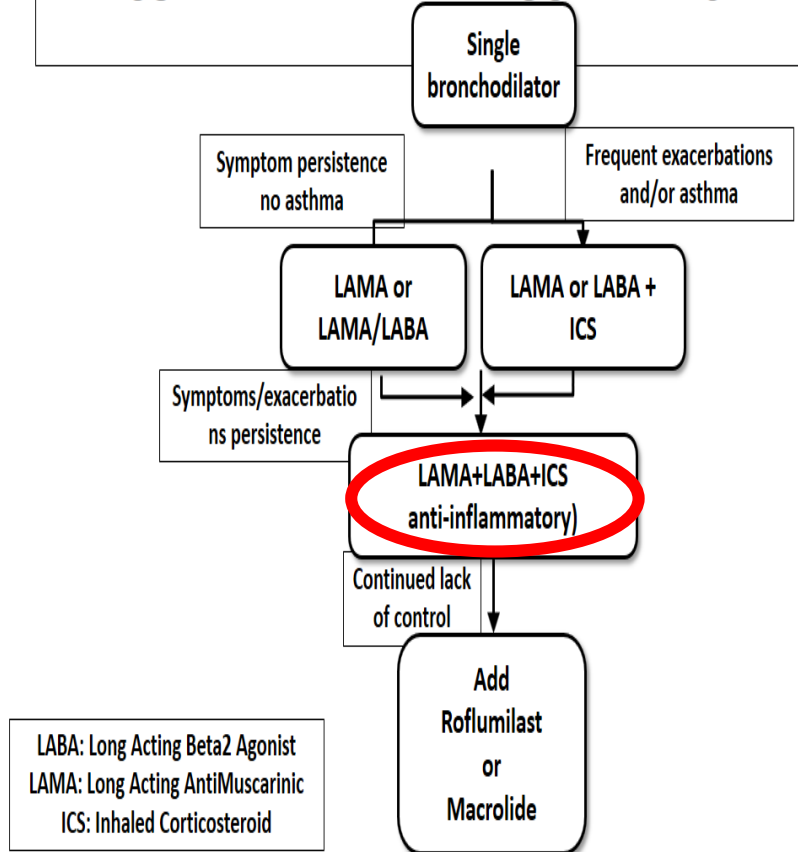 Single
bronchodilator
Symptom persistence
no asthma
Frequent exacerbations
and/or asthma
LAMA or
LAMA/LABA
LAMA or LABA +
ICS
Symptoms/exacerbatio
ns persistence
LAMA+LABA+ICS
anti-inflammatory)
Continued lack
of control
Add
Roflumilast
or
Macrolide
LABA: Long Acting Beta2 Agonist
LAMA: Long Acting AntiMuscarinic
ICS: Inhaled Corticosteroid